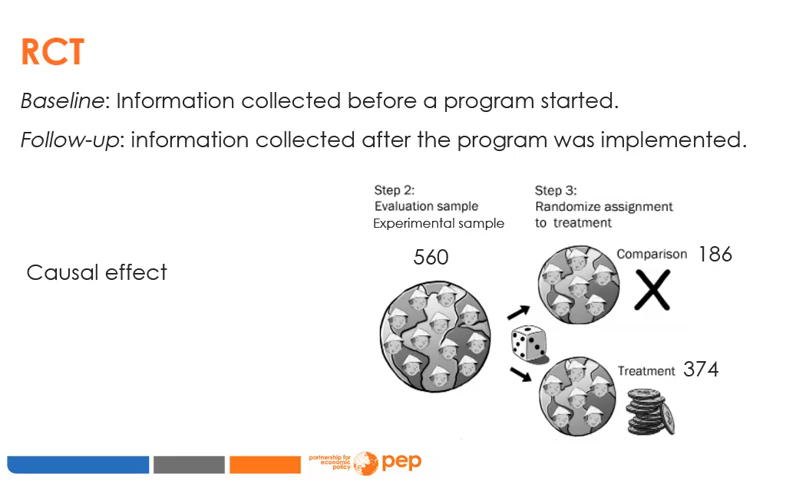 RCT
Baseline: Information collected before a program started.
Follow-up: information collected after the program was implemented.
Step 2:
Evaluation sample
Experimental sample
560
Step 3:
Randomize assignment
to treatment
Comparison 186
Causal effect
Treatment 374
partnership for
economic
policy
pep